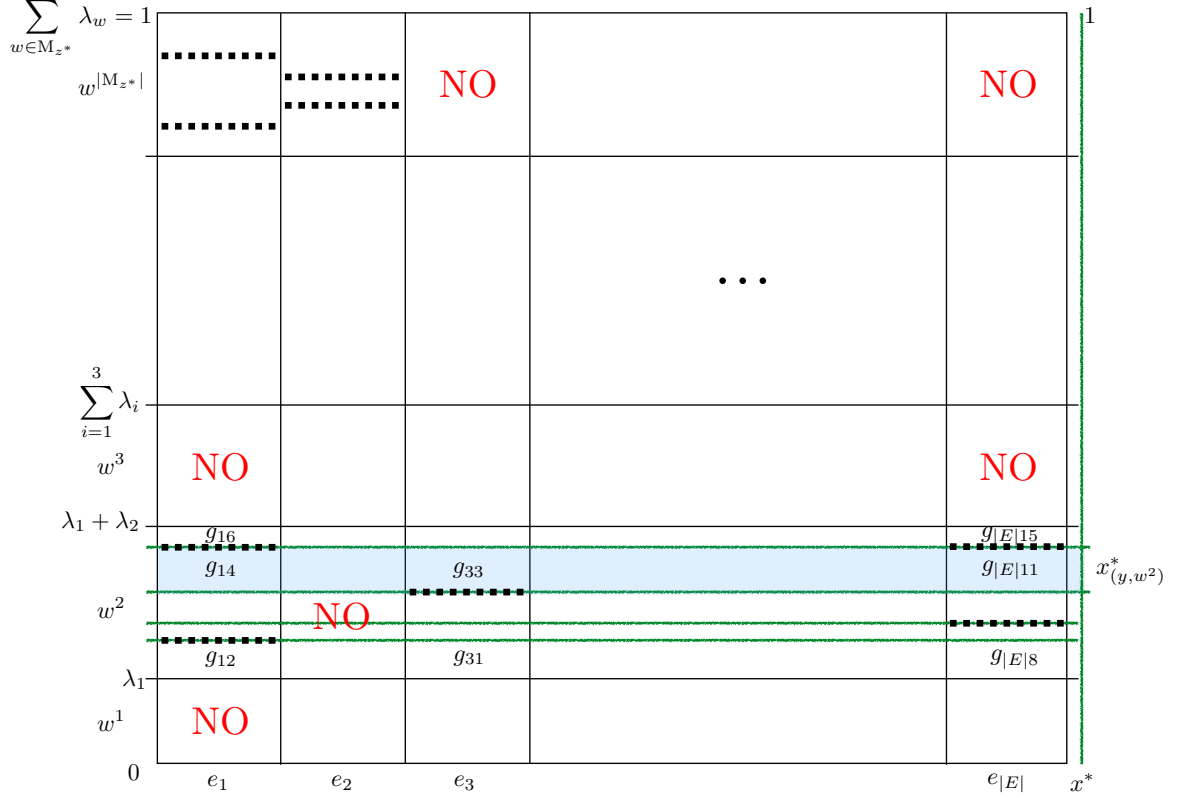 ∑_{w∈M_{z*}} λ_w = 1
1
w^{|M_{z*}|}
NO
NO
...
∑_{i=1}^{3} λ_i
w^3
NO
NO
λ_1 + λ_2
g_{16}
g_{|E|15}
g_{14}
g_{33}
g_{|E|11}
x^*_{(y,w^2)}
w^2
NO
g_{12}
g_{31}
g_{|E|8}
λ_1
w^1
NO
0
e_1
e_2
e_3
e_{|E|}
x^*